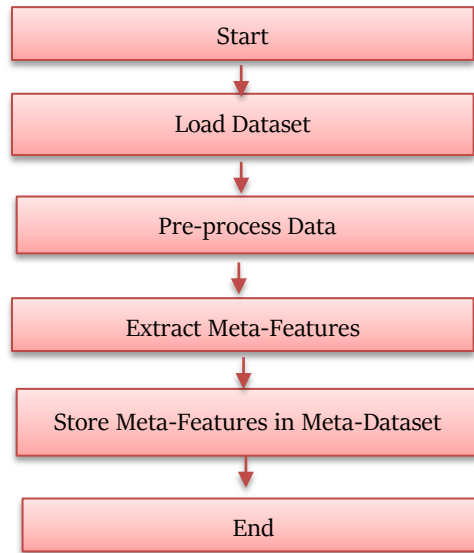 Start
Load Dataset
Pre-process Data
Extract Meta-Features
Store Meta-Features in Meta-Dataset
End